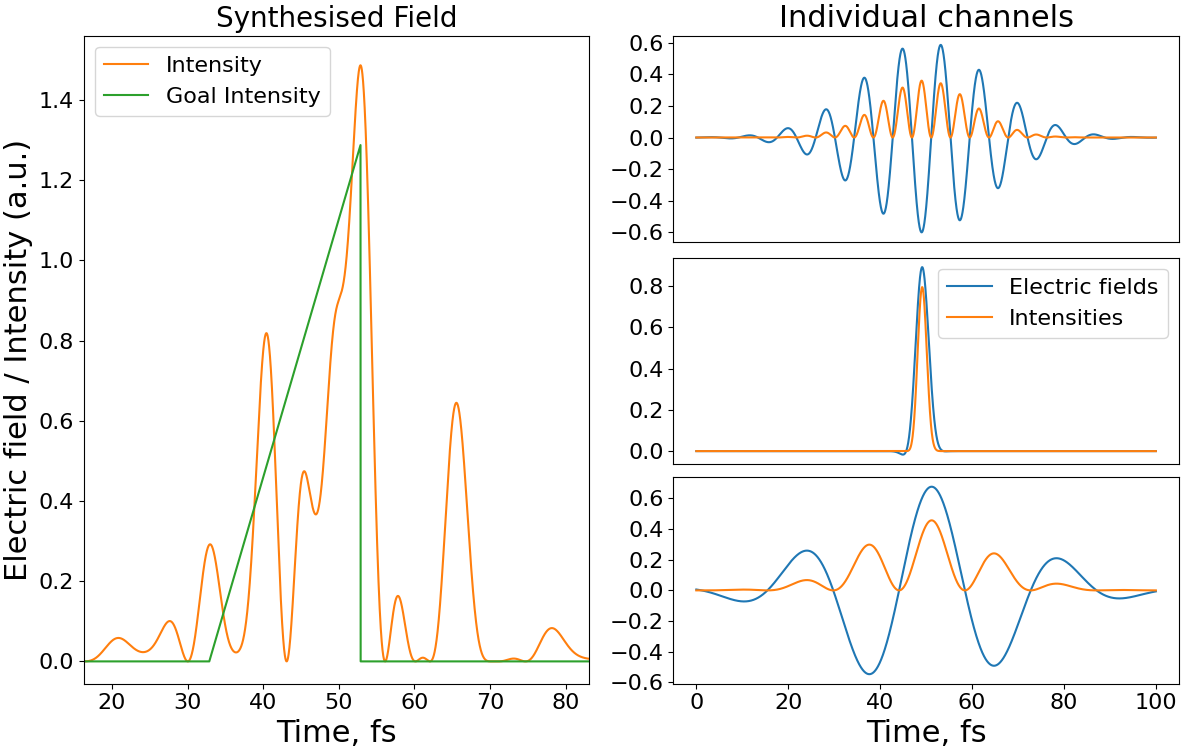 Synthesised Field
Electric field / Intensity (a.u.)
1.4
1.2
1.0
0.8
0.6
0.4
0.2
0.0
Intensity
Goal Intensity
20 30 40 50 60 70 80
Time, fs
Individual channels
0.6
0.4
0.2
0.0
−0.2
−0.4
−0.6
0.8
0.6
0.4
0.2
0.0
Electric fields
Intensities
0.6
0.4
0.2
0.0
−0.2
−0.4
−0.6
0 20 40 60 80 100
Time, fs